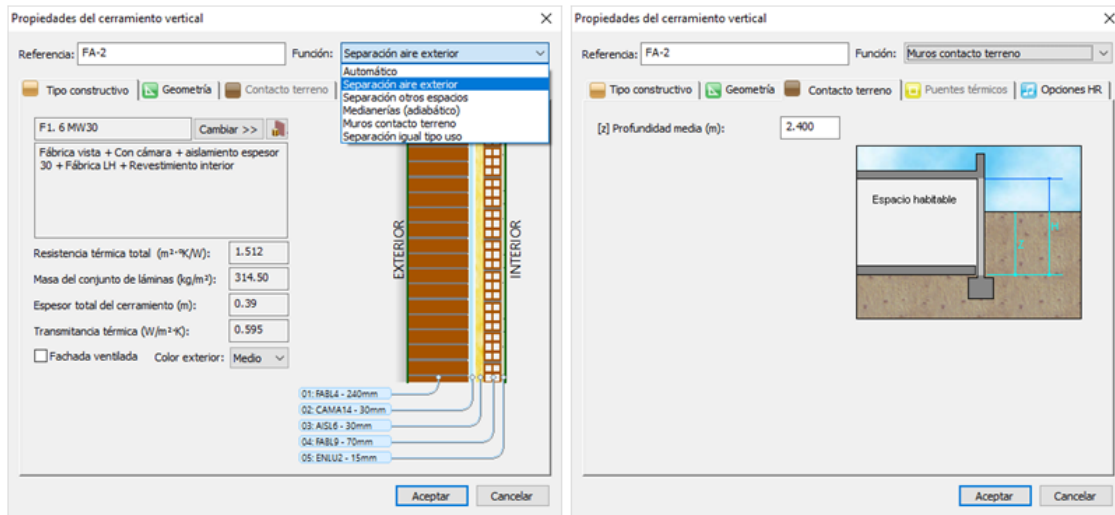 Propiedades del cerramiento vertical
Referencia: FA-2 Función: Separación aire exterior
Automático
Separación aire exterior
Separación otros espacios
Medianerías (adiabático)
Muros contacto terreno
Separación igual tipo uso
Tipo constructivo Geometría Contacto terreno
F1. 6 MW30 Cambiar >>
Fábrica vista + Con cámara + aislamiento espesor
30 + Fábrica LH + Revestimiento interior
Resistencia térmica total (m²·ºK/W): 1.512
Masa del conjunto de láminas (kg/m²): 314.50
Espesor total del cerramiento (m): 0.39
Transmitancia térmica (W/m²·K): 0.595
Fachada ventilada Color exterior: Medio
EXTERIOR
INTERIOR
01: FABL4 - 240mm
02: CAMA14 - 30mm
03: AISL6 - 30mm
04: FABL9 - 70mm
05: ENLU2 - 15mm
Aceptar Cancelar
Propiedades del cerramiento vertical
Referencia: FA-2 Función: Muros contacto terreno
Tipo constructivo Geometría Contacto terreno Puentes térmicos Opciones HR
[z] Profundidad media (m): 2.400
Espacio habitable
Z
H
Aceptar Cancelar